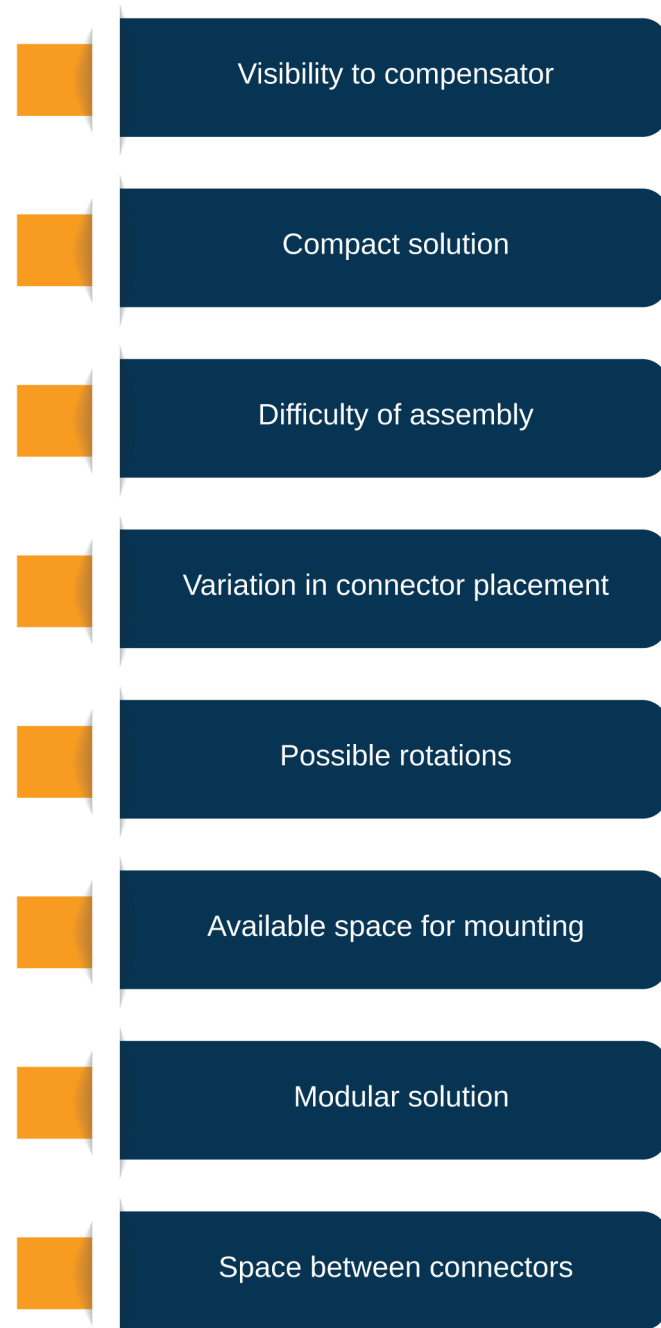 Visibility to compensator
Compact solution
Difficulty of assembly
Variation in connector placement
Possible rotations
Available space for mounting
Modular solution
Space between connectors